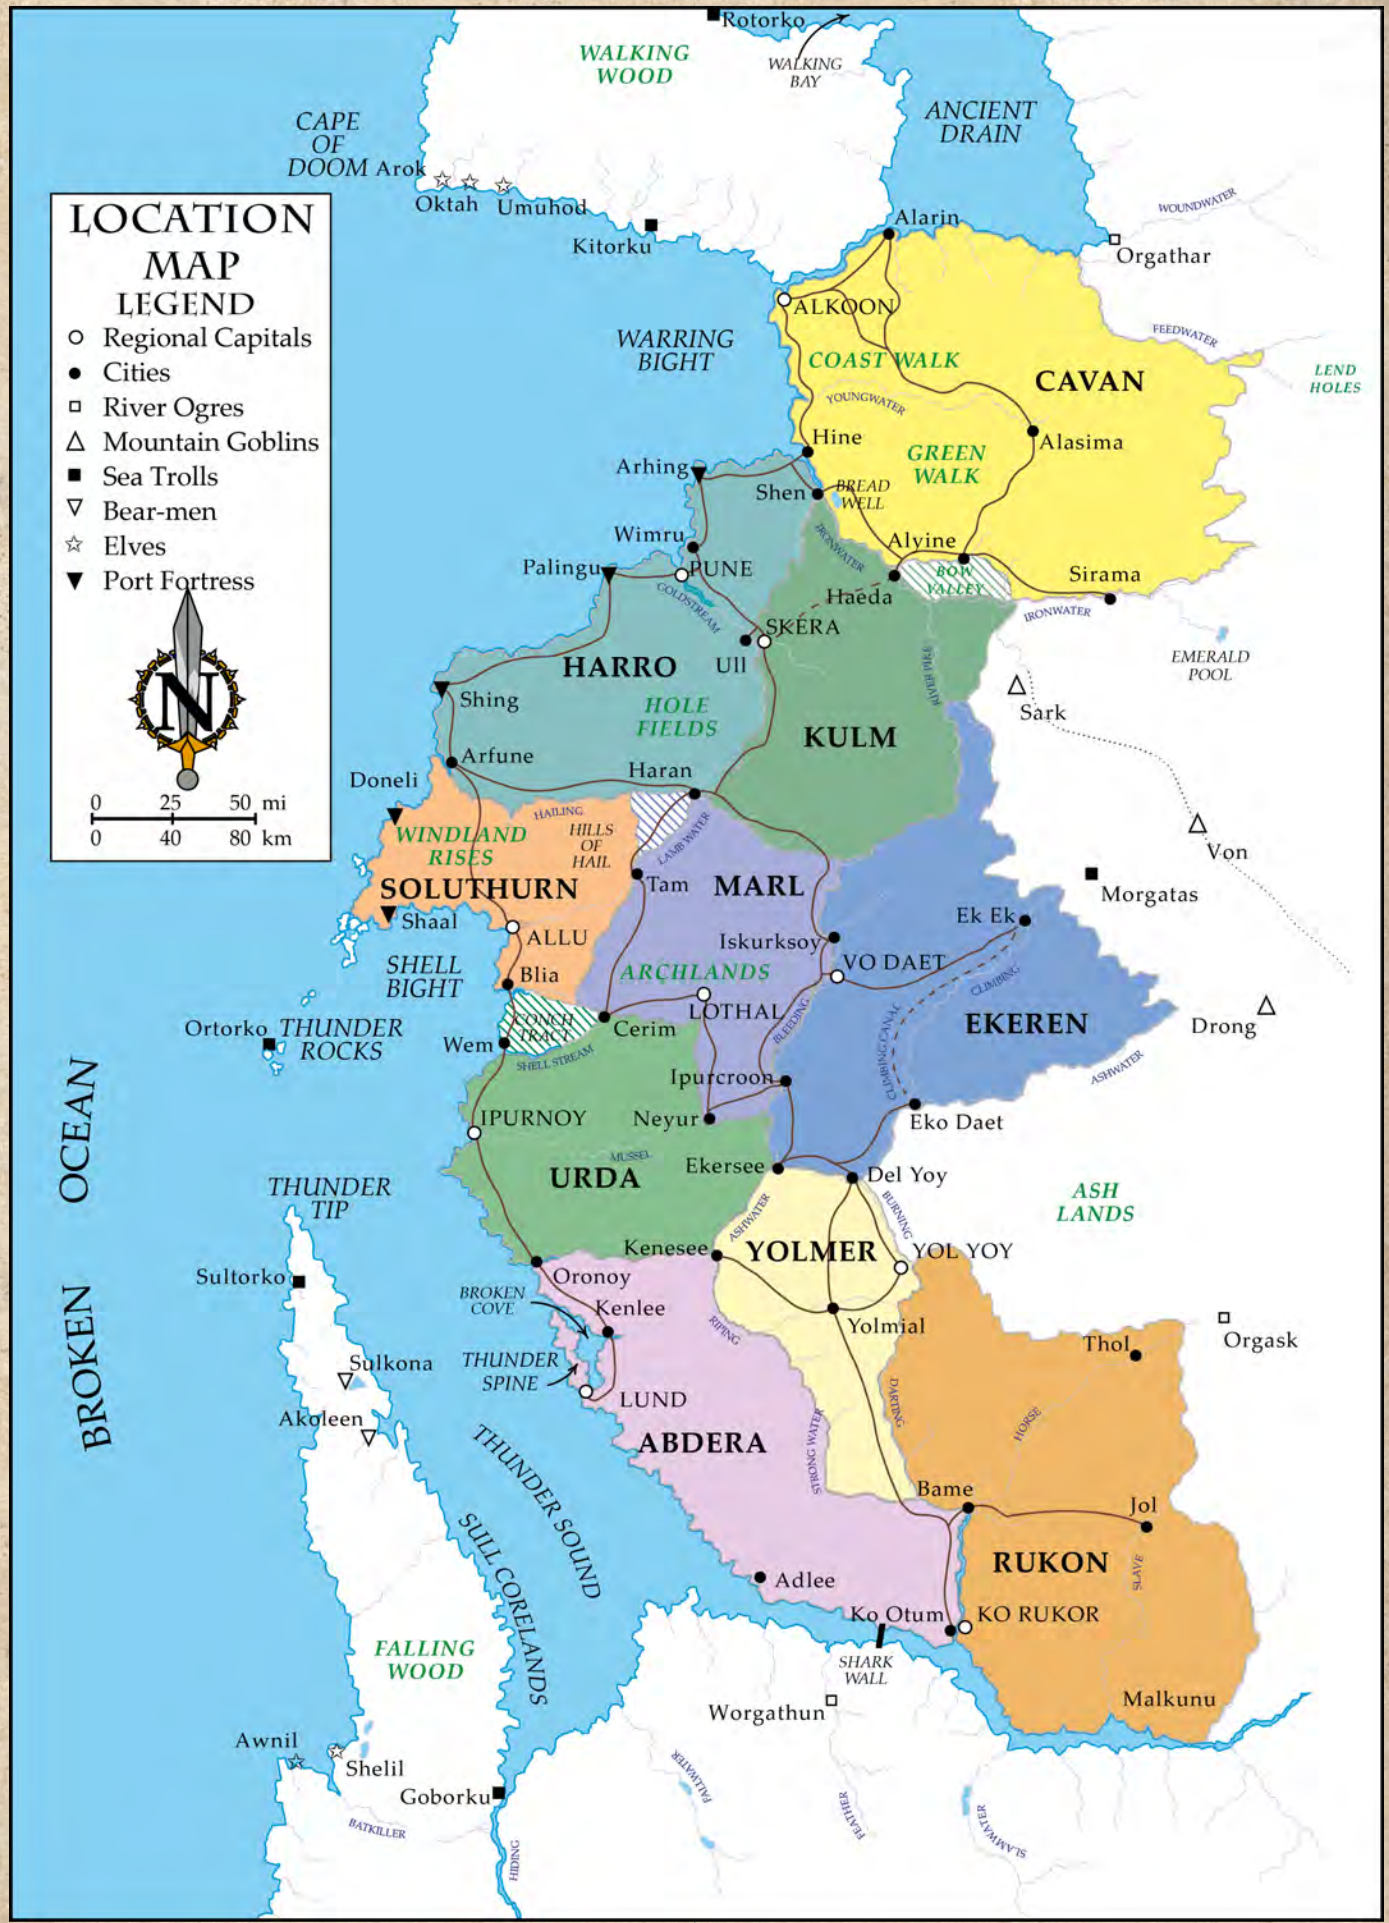 Rotorko
WALKING
WOOD
WALKING
BAY
CAPE
OF
DOOM
ANCIENT
DRAIN
Arok
Oktah
Umuhod
Kitorku
WOUNDWATER
Orgathar
Alarin
ALKOON
FEEDWATER
LEND
HOLES
LOCATION
MAP
LEGEND
Regional Capitals
Cities
River Ogres
Mountain Goblins
Sea Trolls
Bear-men
Elves
Port Fortress
N
0 25 50 mi
0 40 80 km
WARRING
BIGHT
COAST WALK
CAVAN
YOUNGWATER
Hine
Alasima
GREEN
WALK
Arhing
Shen
BREAD
WELL
Wimru
IRONWATER
Alvine
Palingu
PUNE
BOW
VALLEY
Sirama
GOLDSTREAM
Haeda
IRONWATER
SKERA
Ull
HARRO
EMERALD
POOL
RIVERMARK
Sark
Shing
HOLE
FIELDS
KULM
Arfune
Haran
Doneli
HAILING
WINDLAND
RISES
HILLS
OF
HAIL
LAMB WATER
Von
Tam
MARL
SOLUTHURN
Morgatas
Shaal
ALLU
Iskurksoy
Ek Ek
VO DAET
SHELL
BIGHT
Blia
ARCHLANDS
CLIMBING
LOTHAL
CONCH
TRACT
Cerim
BLEEDING
EKEREN
Drong
Ortorko
THUNDER
ROCKS
Wem
SHELL STREAM
CLIMBING CANAL
ASHWATER
Ipurcroon
IPURNOY
Neyur
Eko Daet
MUSSEL
URDA
Ekersee
Del Yoy
BROKEN OCEAN
THUNDER
TIP
ASH
LANDS
ASHWATER
BURNING
Kenesee
YOLMER
YOL YOY
Sultorko
Oronoy
BROKEN
COVE
Kenlee
RIPING
Yolmial
Thol
Orgask
THUNDER
SPINE
Sulkona
LUND
DARTING
Akoleen
ABDERA
STRONG WATER
HORSE
THUNDER SOUND
Bame
Jol
SULL CORELANDS
RUKON
SLAVE
Adlee
Ko Otum
KO RUKOR
FALLING
WOOD
SHARK
WALL
Malkunu
Worgathun
Awnil
Shelil
Goborku
FALLWATER
FEATHER
SLAMWATER
BATKILLER
HIDING